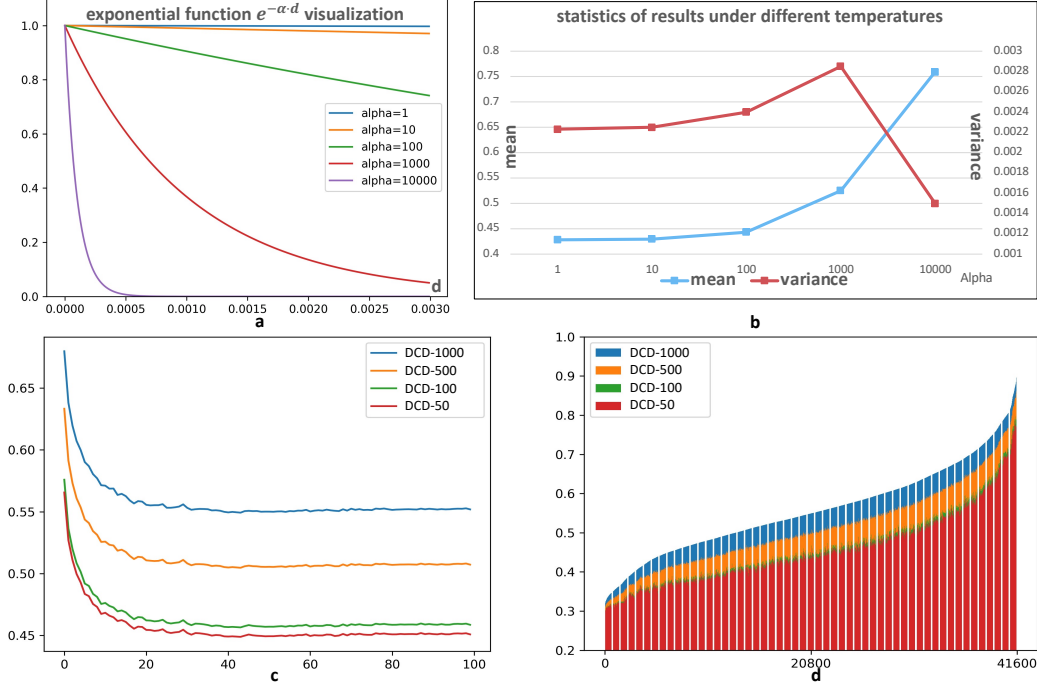 exponential function e^{-α·d} visualization
1.0
0.8
0.6
0.4
0.2
0.0
alpha=1
alpha=10
alpha=100
alpha=1000
alpha=10000
0.0000 0.0005 0.0010 0.0015 0.0020 0.0025 0.0030
d
a
statistics of results under different temperatures
0.8
0.75
0.7
0.65
0.6
0.55
0.5
0.45
0.4
mean
0.003
0.0028
0.0026
0.0024
0.0022
0.002
0.0018
0.0016
0.0014
0.0012
0.001
variance
1 10 100 1000 10000
Alpha
mean variance
b
0.65
0.60
0.55
0.50
0.45
DCD-1000
DCD-500
DCD-100
DCD-50
0 20 40 60 80 100
c
1.0
0.9
0.8
0.7
0.6
0.5
0.4
0.3
0.2
DCD-1000
DCD-500
DCD-100
DCD-50
0 20800 41600
d